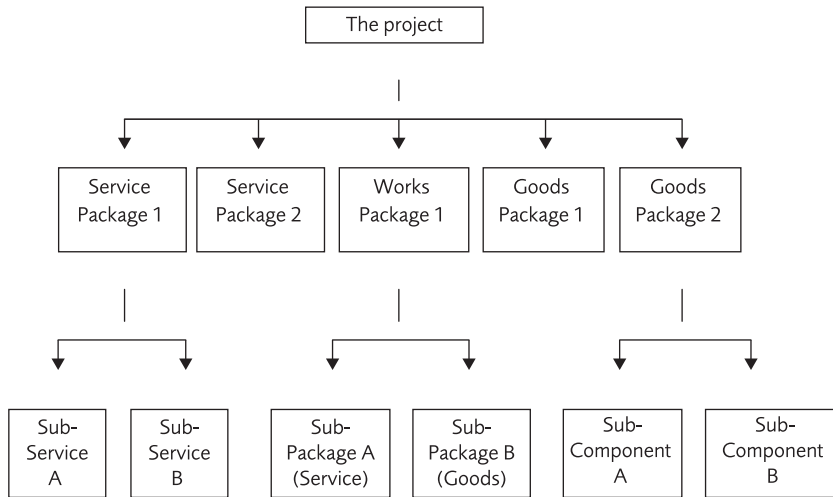 The project
Service
Package 1
Service
Package 2
Works
Package 1
Goods
Package 1
Goods
Package 2
Sub-
Service
A
Sub-
Service
B
Sub-
Package A
(Service)
Sub-
Package B
(Goods)
Sub-
Component
A
Sub-
Component
B